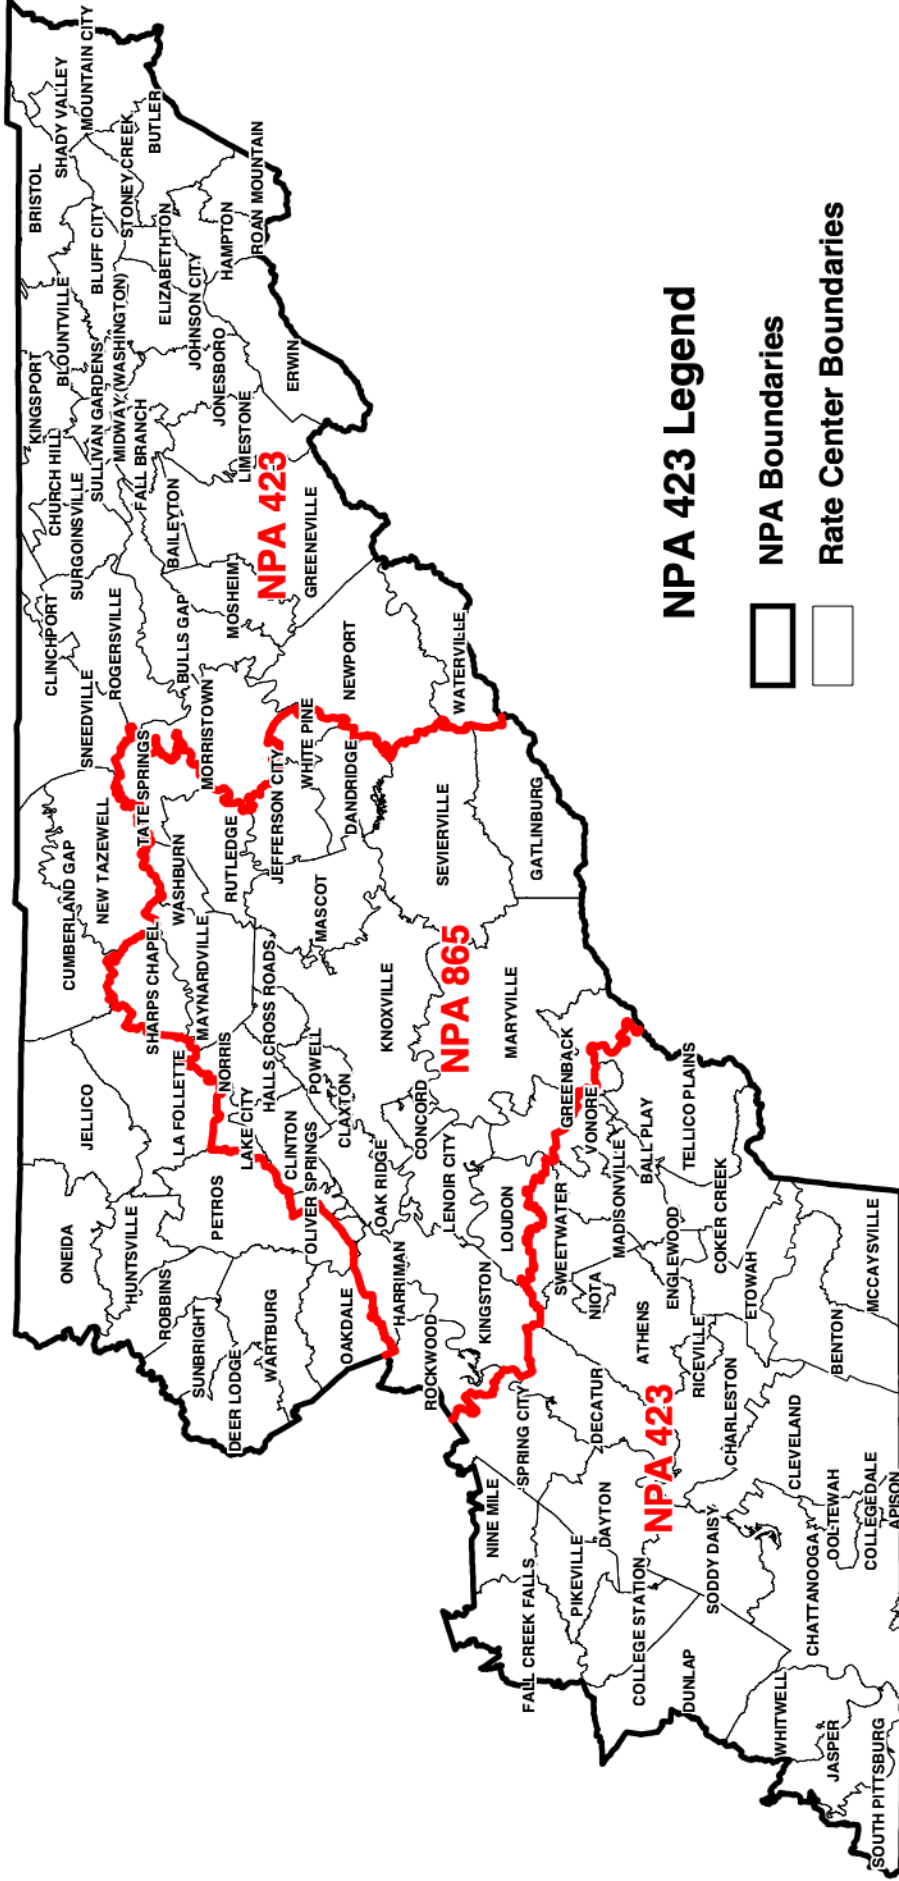 BRISTOL
SHADY VALLEY
MOUNTAIN CITY
KINGSPORT
BLOUNTVILLE
BLUFF CITY
STONEY CREEK
BUTLER
CHURCH HILL
SULLIVAN GARDENS
MIDWAY (WASHINGTON)
ELIZABETHTON
CLINCHPORT
SURGOINSVILLE
FALL BRANCH
JOHNSON CITY
HAMPTON
ROAN MOUNTAIN
SNEEDVILLE
ROGERSVILLE
BAILEYTON
JONESBORO
LIMESTONE
ERWIN
BULLS GAP
MOSHEIM
NPA 423
GREENEVILLE
CUMBERLAND GAP
NEW TAZEWELL
TATE SPRINGS
MORRISTOWN
NEWPORT
WATERVILLE
WASHBURN
RUTLEDGE
JEFFERSON CITY
WHITE PINE
DANDRIDGE
JELLICO
SHARPS CHAPEL
MAYNARDVILLE
MASCOT
SEVIERVILLE
GATLINBURG
ONEIDA
LA FOLLETTE
NORRIS
HALLS CROSS ROADS
KNOXVILLE
NPA 865
MARYVILLE
HUNTSVILLE
PETROS
LAKE CITY
CLINTON
POWELL
CLAXTON
CONCORD
ROBBINS
OLIVER SPRINGS
OAK RIDGE
LENOIR CITY
GREENBACK
SUNBRIGHT
WARTBURG
DEER LODGE
OAKDALE
HARRIMAN
KINGSTON
LOUDON
VONORE
ROCKWOOD
SWEETWATER
MADISONVILLE
BALL PLAY
TELLICO PLAINS
NIOTA
ENGLEWOOD
COKER CREEK
SPRING CITY
DECATUR
ATHENS
RICEVILLE
ETOWAH
NINE MILE
NPA 423
CHARLESTON
BENTON
MCCAYSVILLE
FALL CREEK FALLS
PIKEVILLE
DAYTON
CLEVELAND
COLLEGE STATION
SODDY DAISY
OOLTEWAH
COLLEGEDALE
APISON
DUNLAP
CHATTANOOGA
WHITWELL
JASPER
SOUTH PITTSBURG
NPA 423 Legend
NPA Boundaries
Rate Center Boundaries